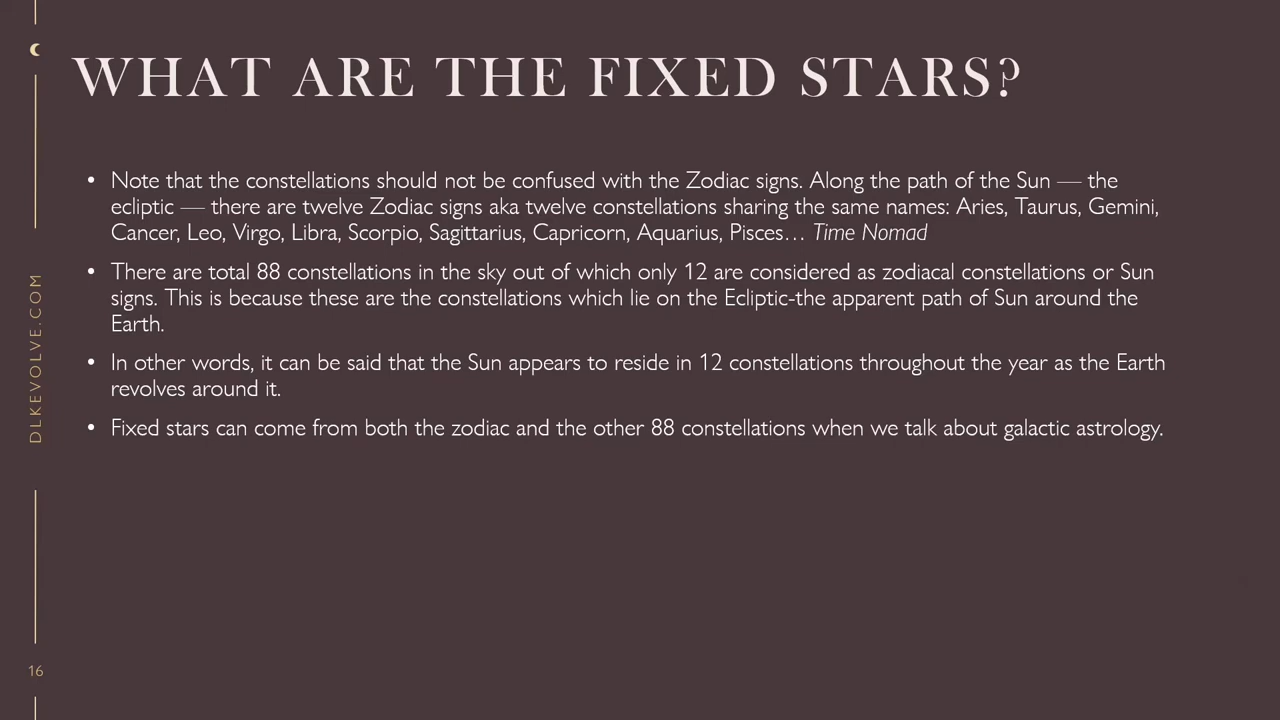 WHAT ARE THE FIXED STARS?
• Note that the constellations should not be confused with the Zodiac signs. Along the path of the Sun — the
ecliptic — there are twelve Zodiac signs aka twelve constellations sharing the same names: Aries, Taurus, Gemini,
Cancer, Leo, Virgo, Libra, Scorpio, Sagittarius, Capricorn, Aquarius, Pisces… Time Nomad
• There are total 88 constellations in the sky out of which only 12 are considered as zodiacal constellations or Sun
signs. This is because these are the constellations which lie on the Ecliptic-the apparent path of Sun around the
Earth.
• In other words, it can be said that the Sun appears to reside in 12 constellations throughout the year as the Earth
revolves around it.
• Fixed stars can come from both the zodiac and the other 88 constellations when we talk about galactic astrology.
DLKEVOLVE.COM
16